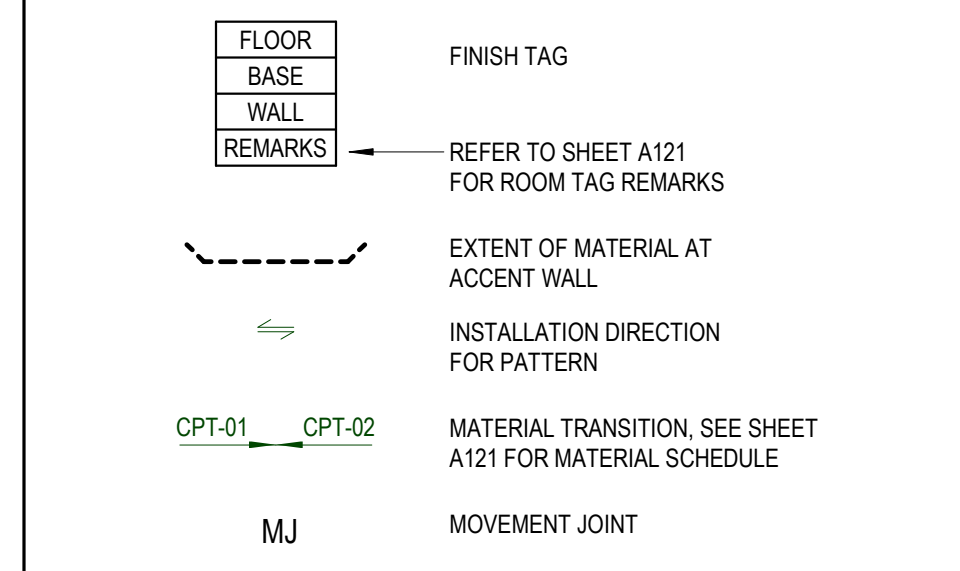 FLOOR
BASE
WALL
REMARKS
FINISH TAG
REFER TO SHEET A121
FOR ROOM TAG REMARKS
EXTENT OF MATERIAL AT
ACCENT WALL
INSTALLATION DIRECTION
FOR PATTERN
CPT-01 CPT-02
MATERIAL TRANSITION, SEE SHEET
A121 FOR MATERIAL SCHEDULE
MJ
MOVEMENT JOINT